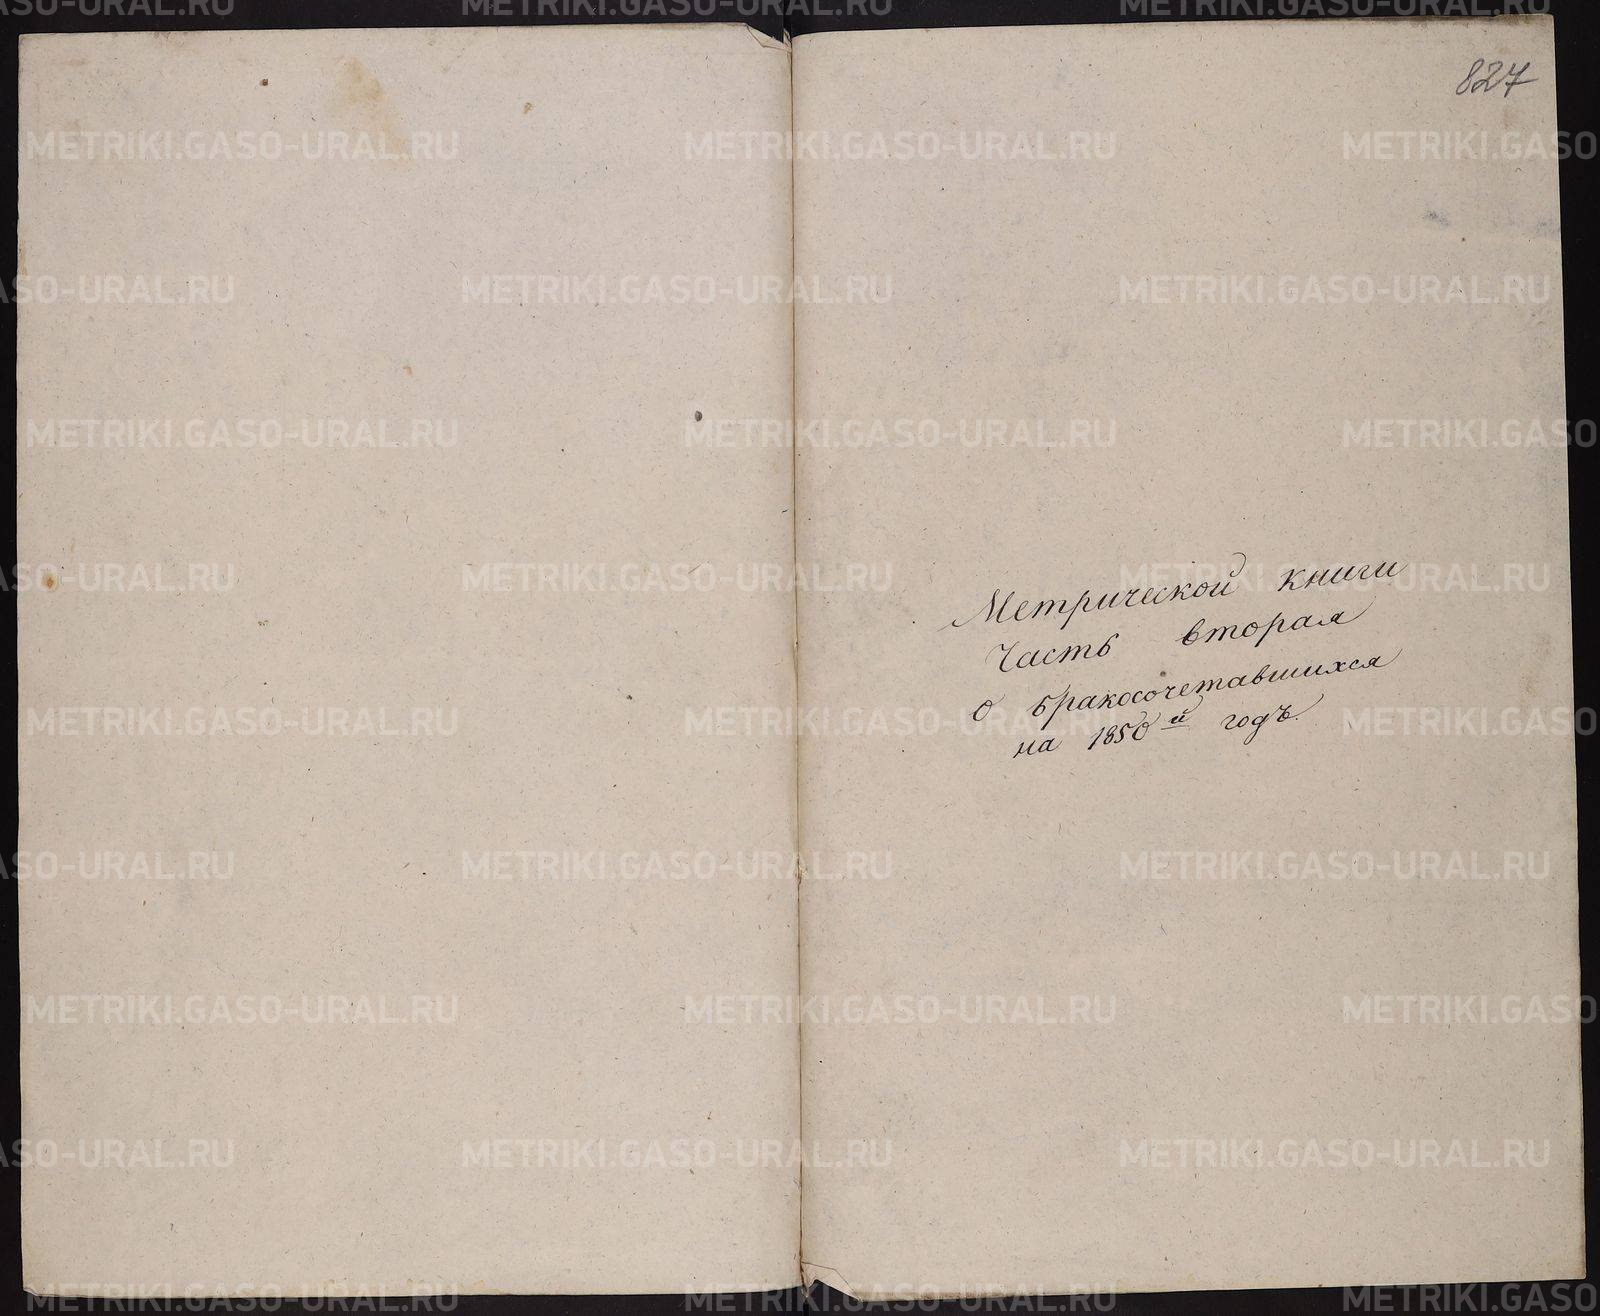 827
Метрической книги
Часть вторая
о бракосочетавшихся
на 1850й годъ.